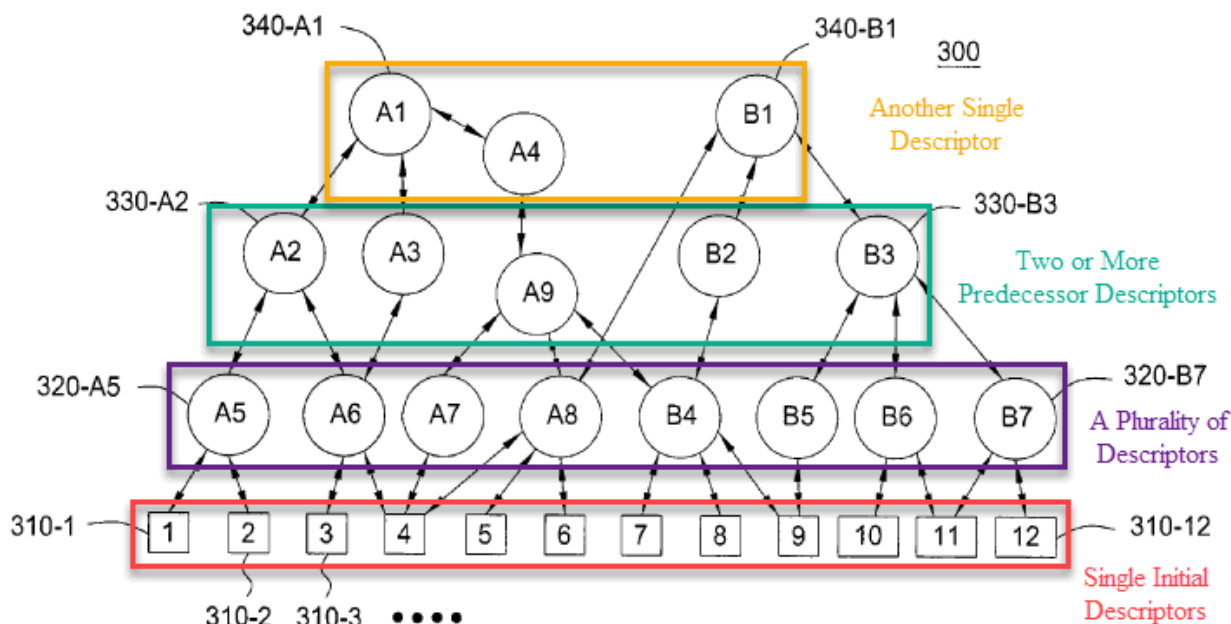 340-A1
340-B1
300
A1
B1
Another Single
Descriptor
A4
330-A2
330-B3
A2
A3
B2
B3
Two or More
Predecessor Descriptors
A9
320-A5
320-B7
A5
A6
A7
A8
B4
B5
B6
B7
A Plurality of
Descriptors
310-1
1
2
3
4
5
6
7
8
9
10
11
12
310-12
Single Initial
Descriptors
310-2
310-3